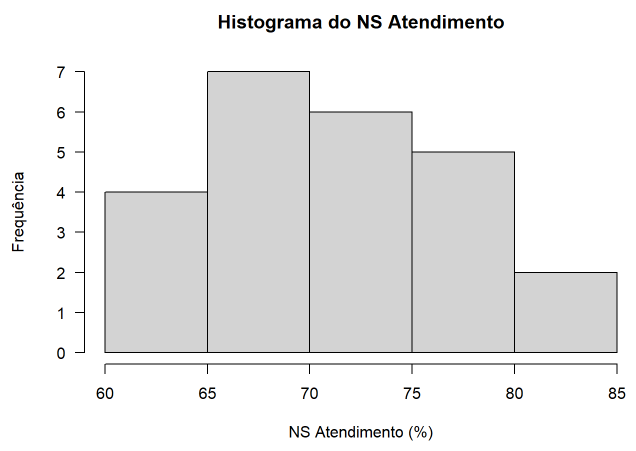 Histograma do NS Atendimento
7
6
5
4
3
2
1
0
Frequência
60 65 70 75 80 85
NS Atendimento (%)